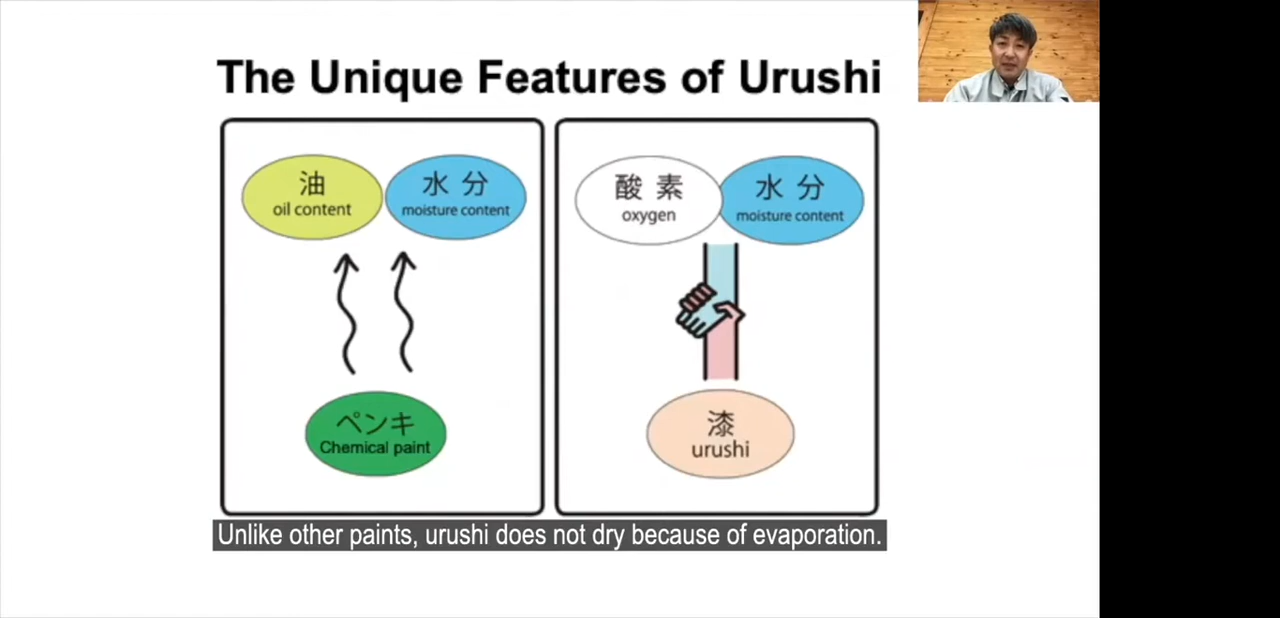 The Unique Features of Urushi
油
oil content
水 分
moisture content
ペンキ
Chemical paint
酸 素
oxygen
水 分
moisture content
漆
urushi
Unlike other paints, urushi does not dry because of evaporation.